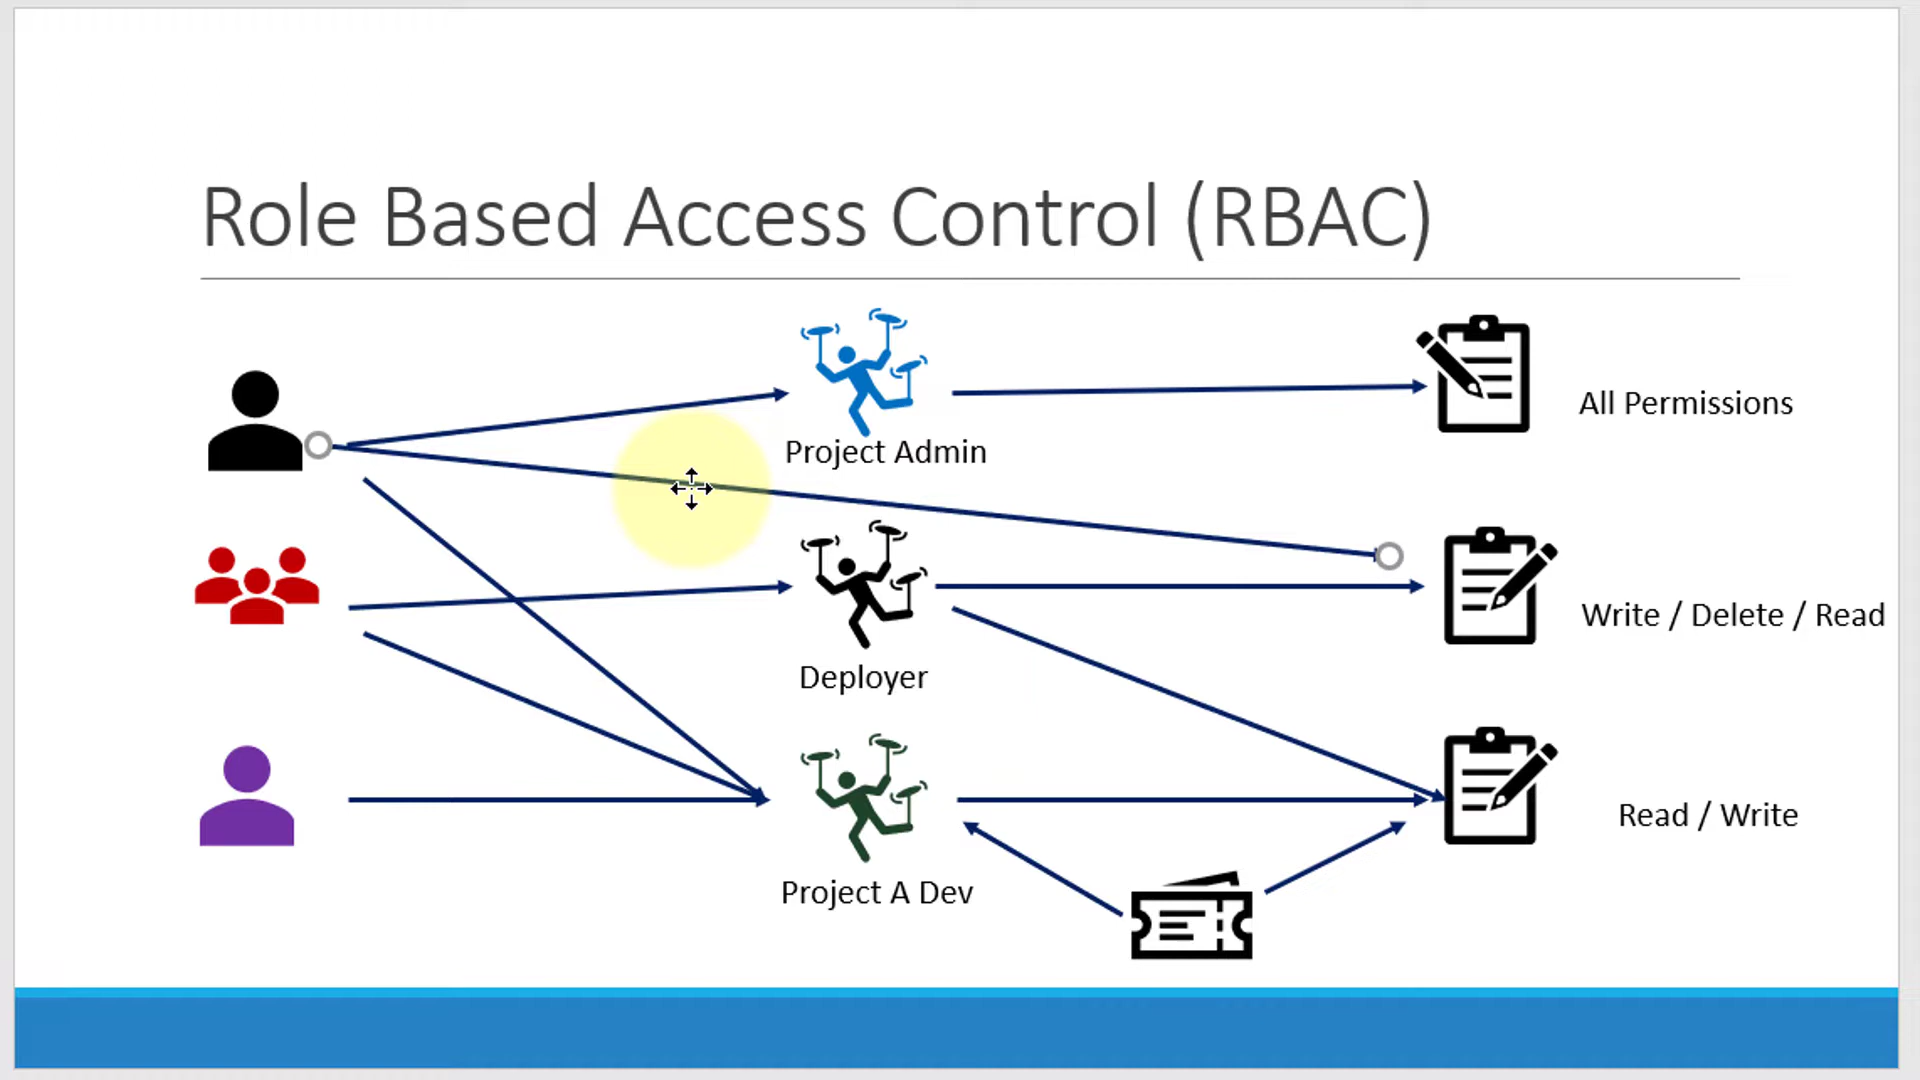 Role Based Access Control (RBAC)
All Permissions
Project Admin
Write / Delete / Read
Deployer
Read / Write
Project A Dev